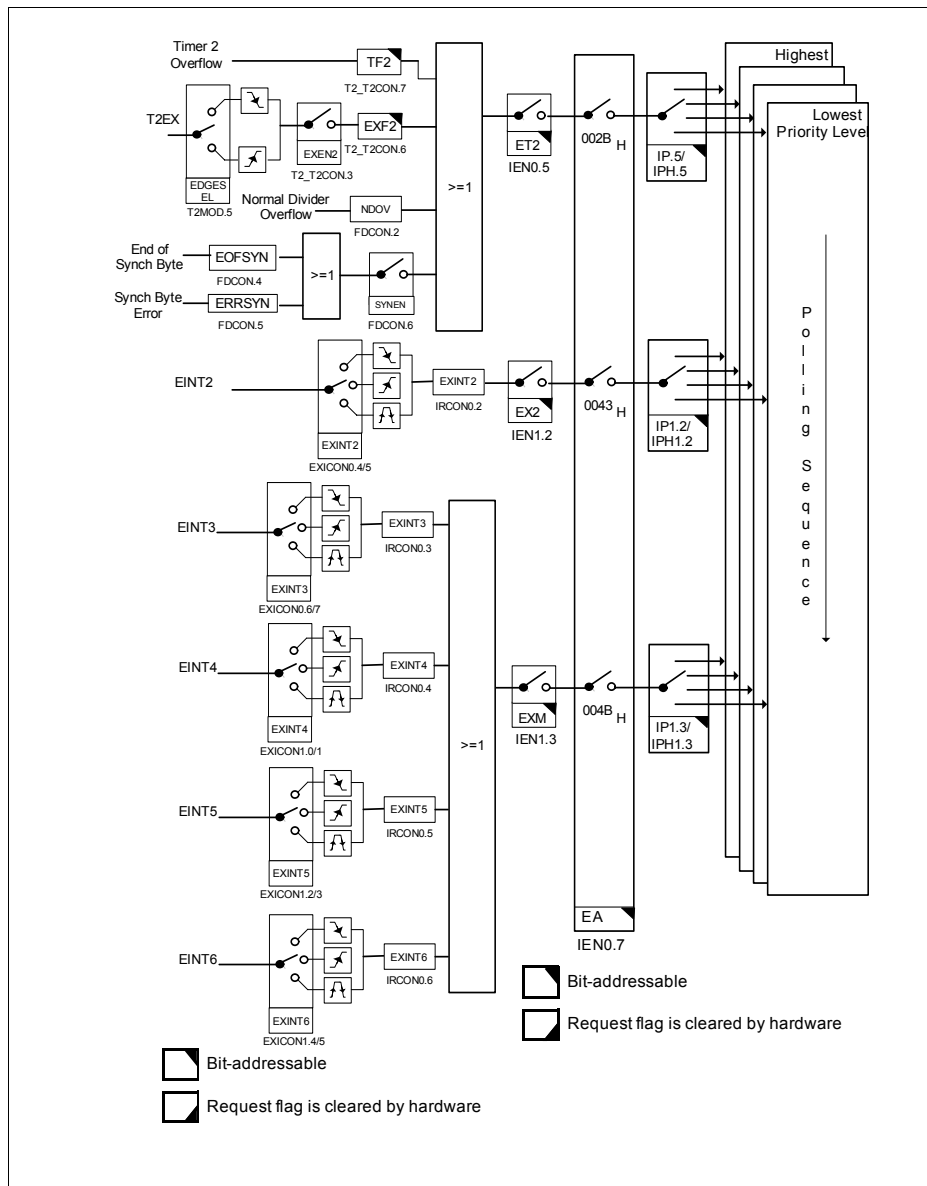 Timer 2
Overflow
TF2
T2_T2CON.7
Highest
Lowest
Priority Level
T2EX
EDGES
EL
T2MOD.5
EXEN2
T2_T2CON.3
EXF2
T2_T2CON.6
>=1
ET2
IEN0.5
002B H
IP.5/
IPH.5
Normal Divider
Overflow
NDOV
FDCON.2
End of
Synch Byte
EOFSYN
FDCON.4
>=1
SYNEN
FDCON.6
Synch Byte
Error
ERRSYN
FDCON.5
Polling Sequence
EINT2
EXINT2
EXICON0.4/5
EXINT2
IRCON0.2
EX2
IEN1.2
0043 H
IP1.2/
IPH1.2
EINT3
EXINT3
EXICON0.6/7
EXINT3
IRCON0.3
EINT4
EXINT4
EXICON1.0/1
EXINT4
IRCON0.4
>=1
EXM
IEN1.3
004B H
IP1.3/
IPH1.3
EINT5
EXINT5
EXICON1.2/3
EXINT5
IRCON0.5
EA
IEN0.7
EINT6
EXINT6
EXICON1.4/5
EXINT6
IRCON0.6
Bit-addressable
Request flag is cleared by hardware
Bit-addressable
Request flag is cleared by hardware